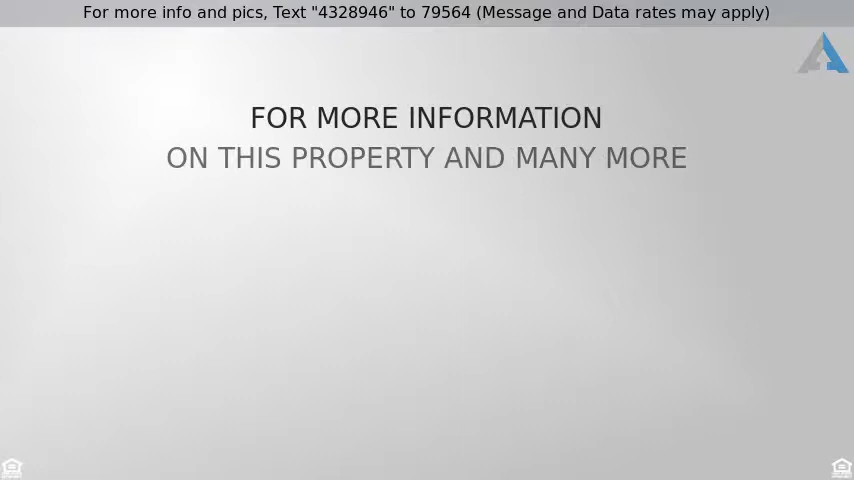 For more info and pics, Text "4328946" to 79564 (Message and Data rates may apply)
FOR MORE INFORMATION
ON THIS PROPERTY AND MANY MORE